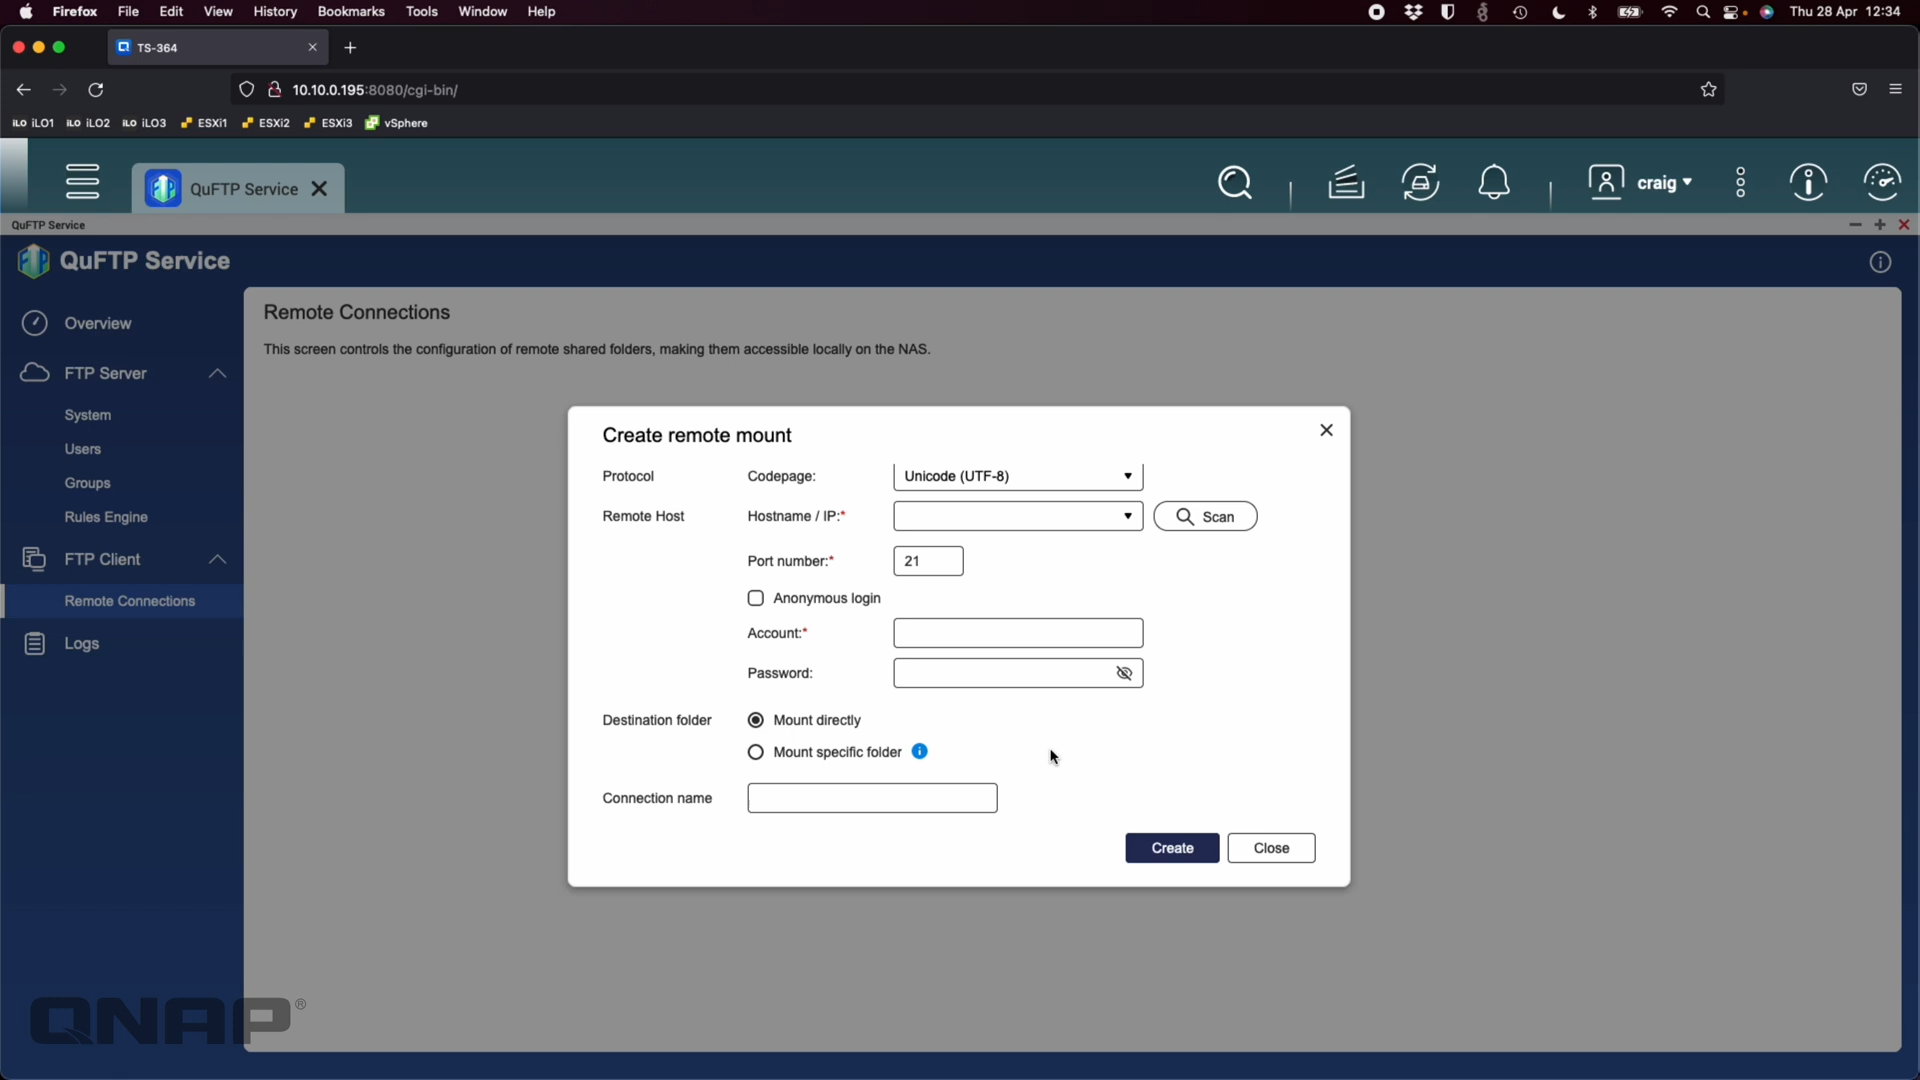 Firefox File Edit View History Bookmarks Tools Window Help
Thu 28 Apr 12:34
TS-364
10.10.0.195:8080/cgi-bin/
iLO iLO1 iLO iLO2 iLO iLO3 ESXi1 ESXi2 ESXi3 vSphere
QuFTP Service
craig
QuFTP Service
QuFTP Service
Overview
FTP Server
System
Users
Groups
Rules Engine
FTP Client
Remote Connections
Logs
Remote Connections
This screen controls the configuration of remote shared folders, making them accessible locally on the NAS.
Create remote mount
Protocol Codepage: Unicode (UTF-8)
Remote Host Hostname / IP:* Scan
Port number:* 21
Anonymous login
Account:*
Password:
Destination folder Mount directly
Mount specific folder
Connection name
Create Close
QNAP®